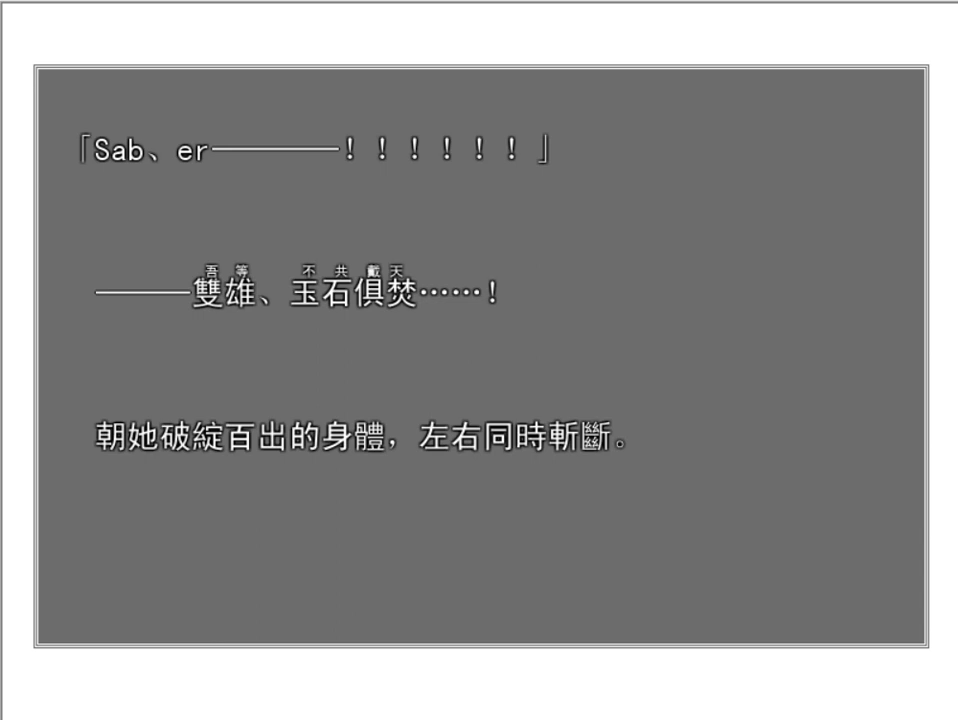 「Sab、er────！！！！！！」
吾等 不共戴天
───雙雄、玉石俱焚……！
朝她破綻百出的身體，左右同時斬斷。